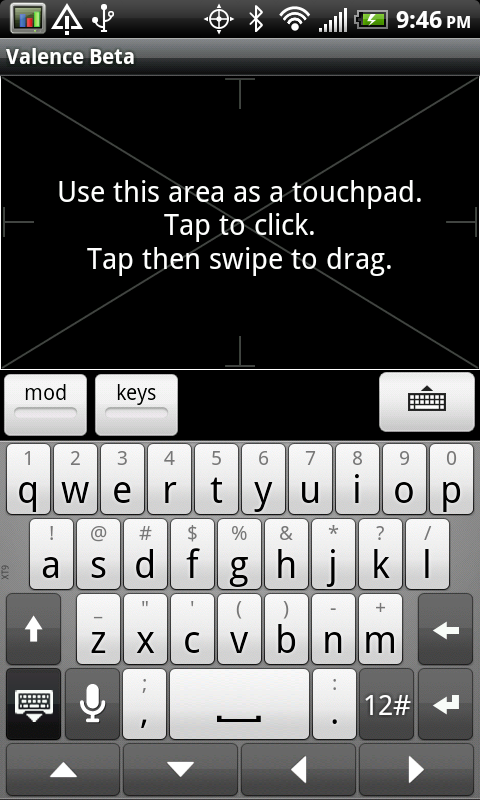 9:46 PM
Valence Beta
Use this area as a touchpad.
Tap to click.
Tap then swipe to drag.
mod keys
1 2 3 4 5 6 7 8 9 0
q w e r t y u i o p
! @ # $ % & * ? /
a s d f g h j k l
XT9
_ " ' ( ) - +
z x c v b n m
; :
, . 12#